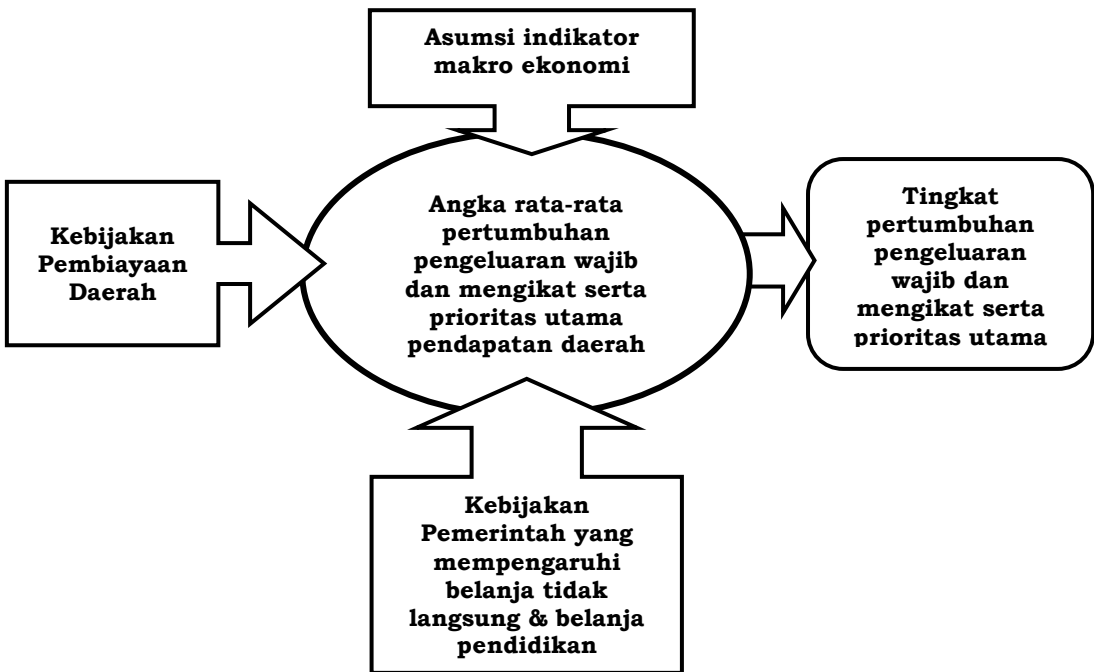 Asumsi indikator
makro ekonomi
Kebijakan
Pembiayaan
Daerah
Angka rata-rata
pertumbuhan
pengeluaran wajib
dan mengikat serta
prioritas utama
pendapatan daerah
Tingkat
pertumbuhan
pengeluaran
wajib dan
mengikat serta
prioritas utama
Kebijakan
Pemerintah yang
mempengaruhi
belanja tidak
langsung & belanja
pendidikan